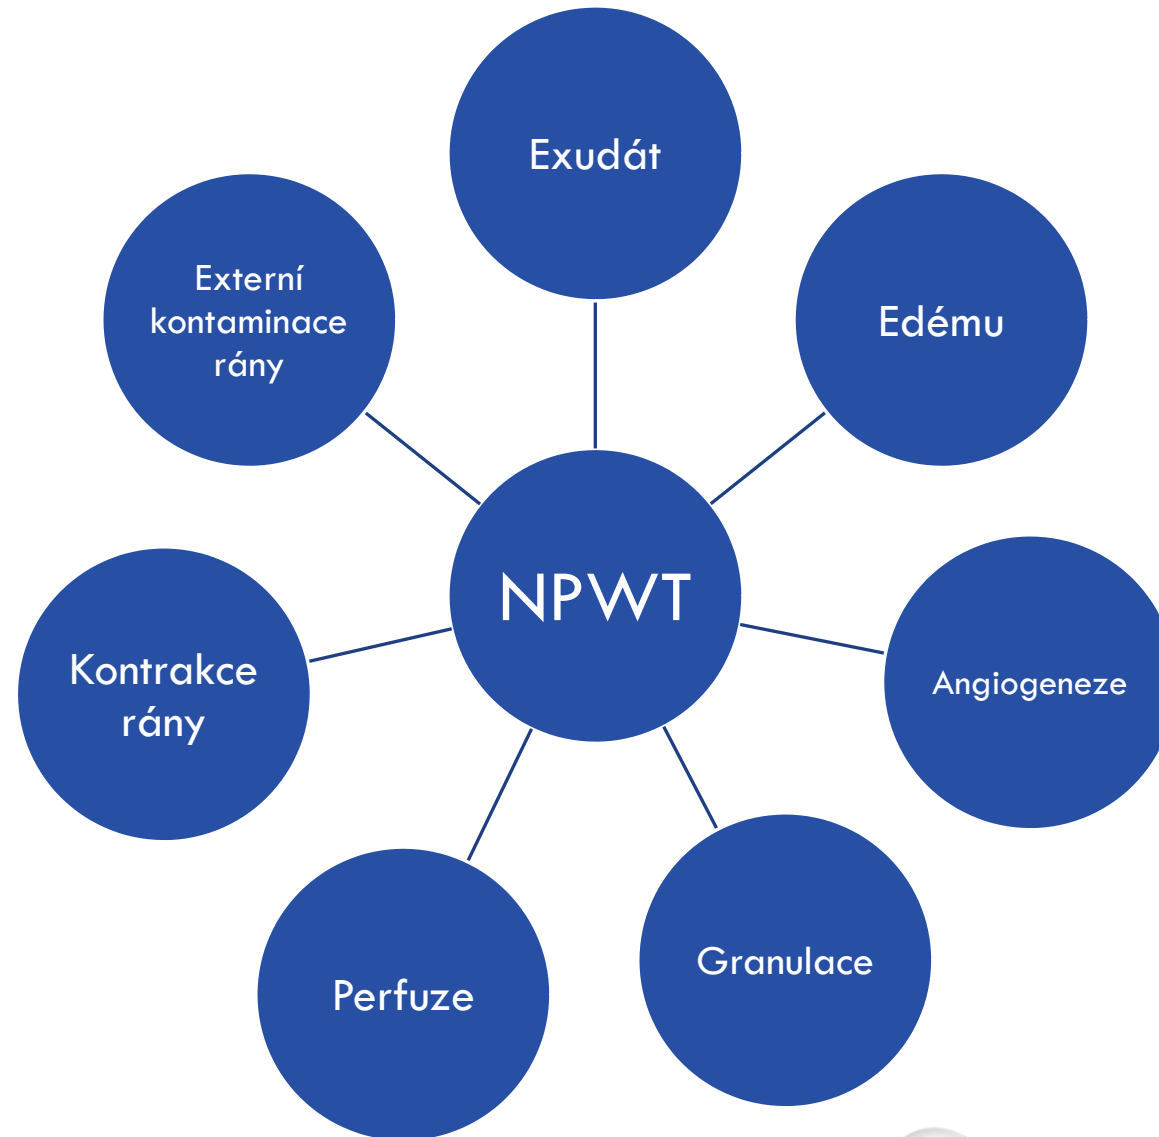 Exudát
Edému
Angiogeneze
Granulace
Perfuze
Kontrakce
rány
Externí
kontaminace
rány
NPWT